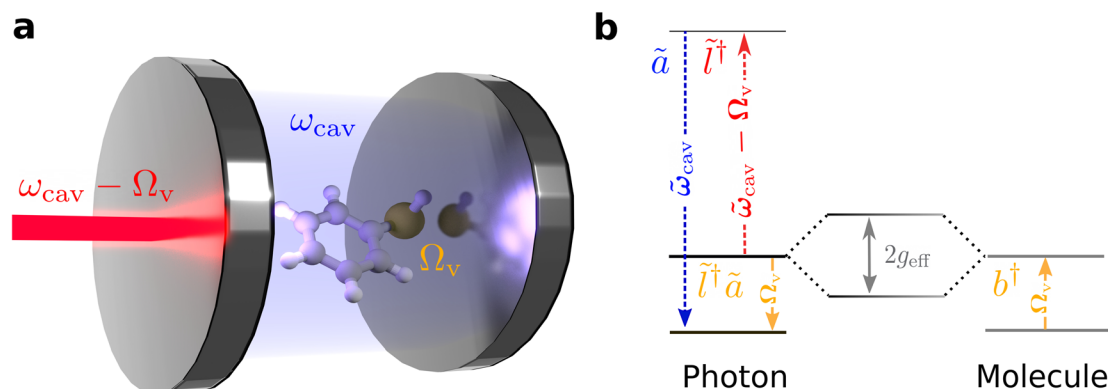 a
ω_cav
ω_cav − Ω_v
Ω_v
b
ã
l̃†
ω̃_cav
ω̃_cav − Ω_v
l̃†ã
Ω_v
2g_eff
b†
Ω_v
Photon
Molecule